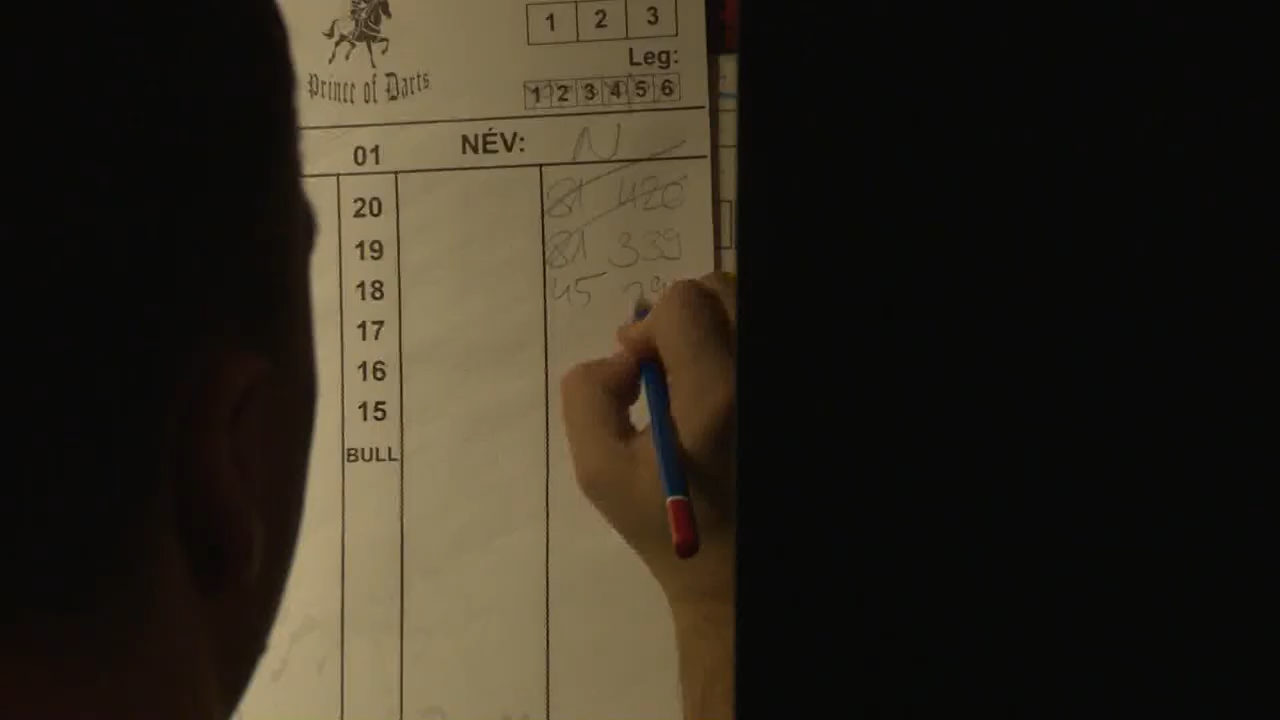 1 2 3
Leg:
Prince of Darts
1 2 3 4 5 6
01 NÉV: N
20 81 420
19 81 339
18 45
17
16
15
BULL